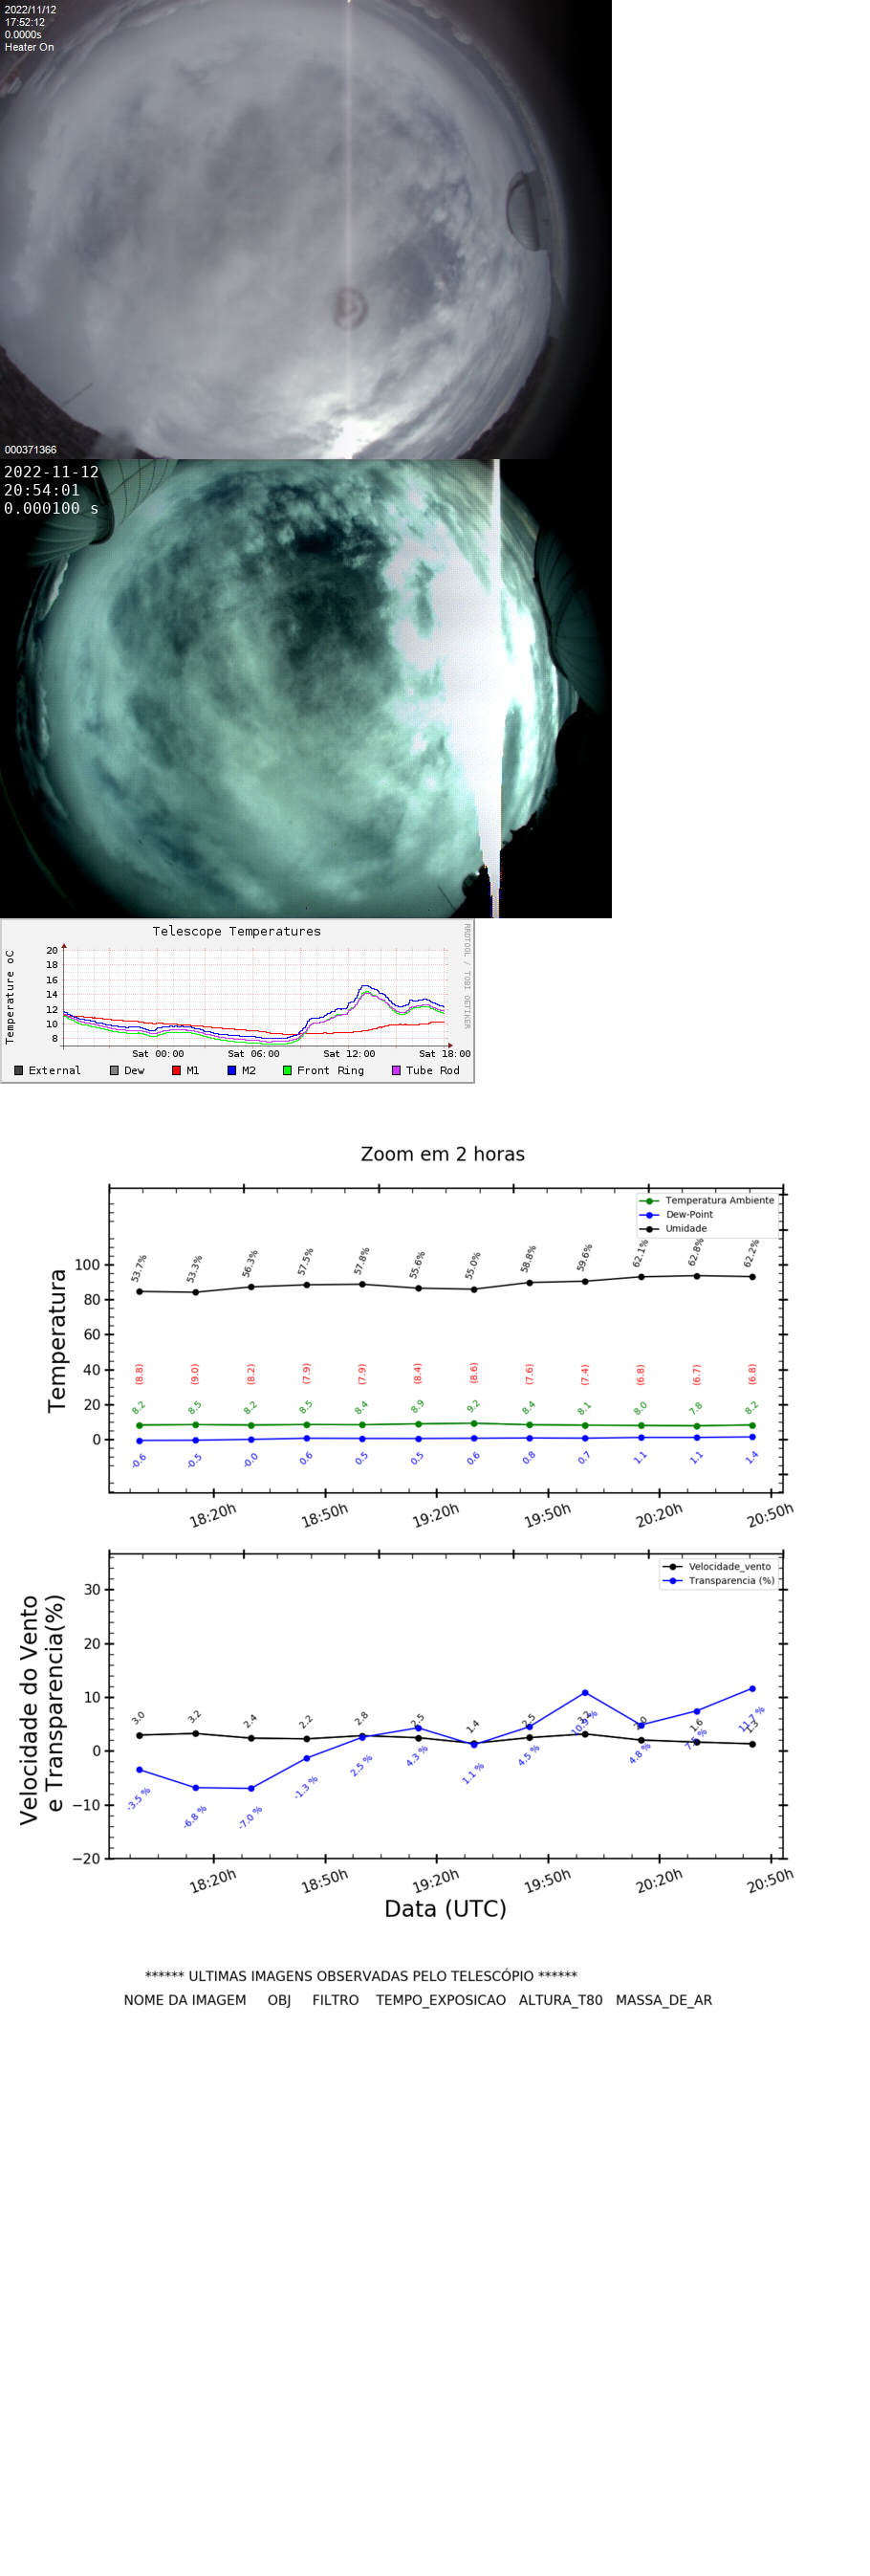 2022/11/12
17:52:12
0.0000s
Heater On
000371366
2022-11-12
20:54:01
0.000100 s
Telescope Temperatures
RRDTOOL / TOBI OETIKER
Temperature oC
20
18
16
14
12
10
8
Sat 00:00 Sat 06:00 Sat 12:00 Sat 18:00
External Dew M1 M2 Front Ring Tube Rod
Zoom em 2 horas
Temperatura Ambiente
Dew-Point
Umidade
Temperatura
100
80
60
40
20
0
53.7% 53.3% 56.3% 57.5% 57.8% 55.6% 55.0% 58.8% 59.6% 62.1% 62.8% 62.2%
(8.8) (9.0) (8.2) (7.9) (7.9) (8.4) (8.6) (7.6) (7.4) (6.8) (6.7) (6.8)
8.2 8.5 8.2 8.5 8.4 8.9 9.2 8.4 8.1 8.0 7.8 8.2
-0.6 -0.5 -0.0 0.6 0.5 0.5 0.6 0.8 0.7 1.1 1.1 1.4
18:20h 18:50h 19:20h 19:50h 20:20h 20:50h
Velocidade_vento
Transparencia (%)
Velocidade do Vento
e Transparencia(%)
30
20
10
0
−10
−20
3.0 3.2 2.4 2.2 2.8 2.5 1.4 2.5 1.6
-3.5 % -6.8 % -7.0 % -1.3 % 2.5 % 4.3 % 1.1 % 4.5 % 4.8 %
18:20h 18:50h 19:20h 19:50h 20:20h 20:50h
Data (UTC)
****** ULTIMAS IMAGENS OBSERVADAS PELO TELESCÓPIO ******
NOME DA IMAGEM OBJ FILTRO TEMPO_EXPOSICAO ALTURA_T80 MASSA_DE_AR